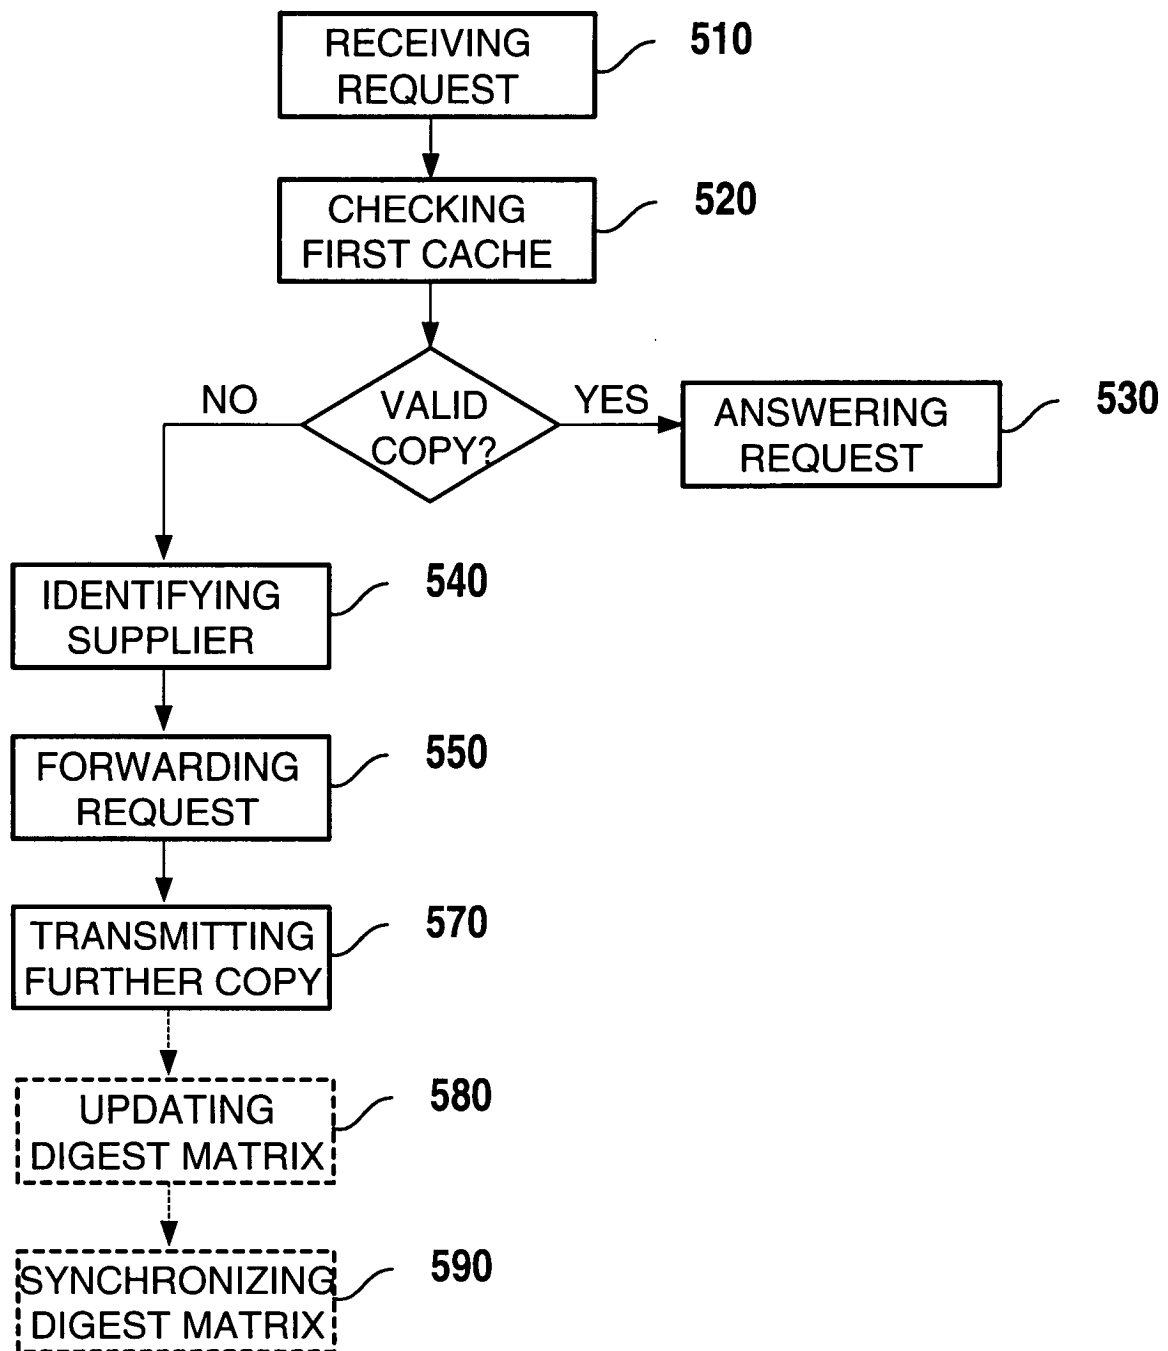 RECEIVING
REQUEST
510
CHECKING
FIRST CACHE
520
NO
VALID
COPY?
YES
ANSWERING
REQUEST
530
IDENTIFYING
SUPPLIER
540
FORWARDING
REQUEST
550
TRANSMITTING
FURTHER COPY
570
UPDATING
DIGEST MATRIX
580
SYNCHRONIZING
DIGEST MATRIX
590